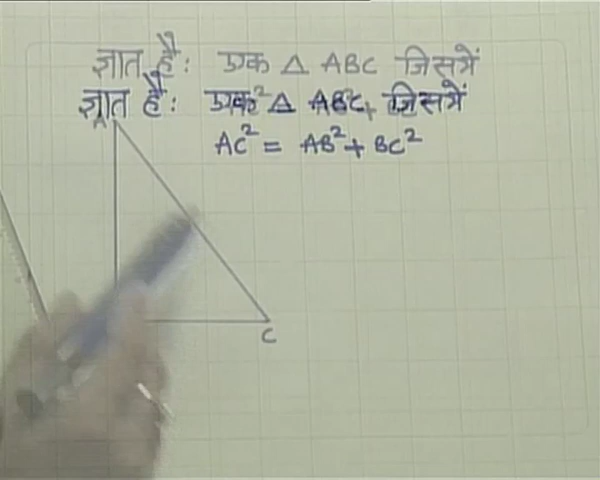 ज्ञात है: एक △ ABC जिसमें
ज्ञात है: एक △ ABC, जिसमें
AC² = AB² + BC²
A
C